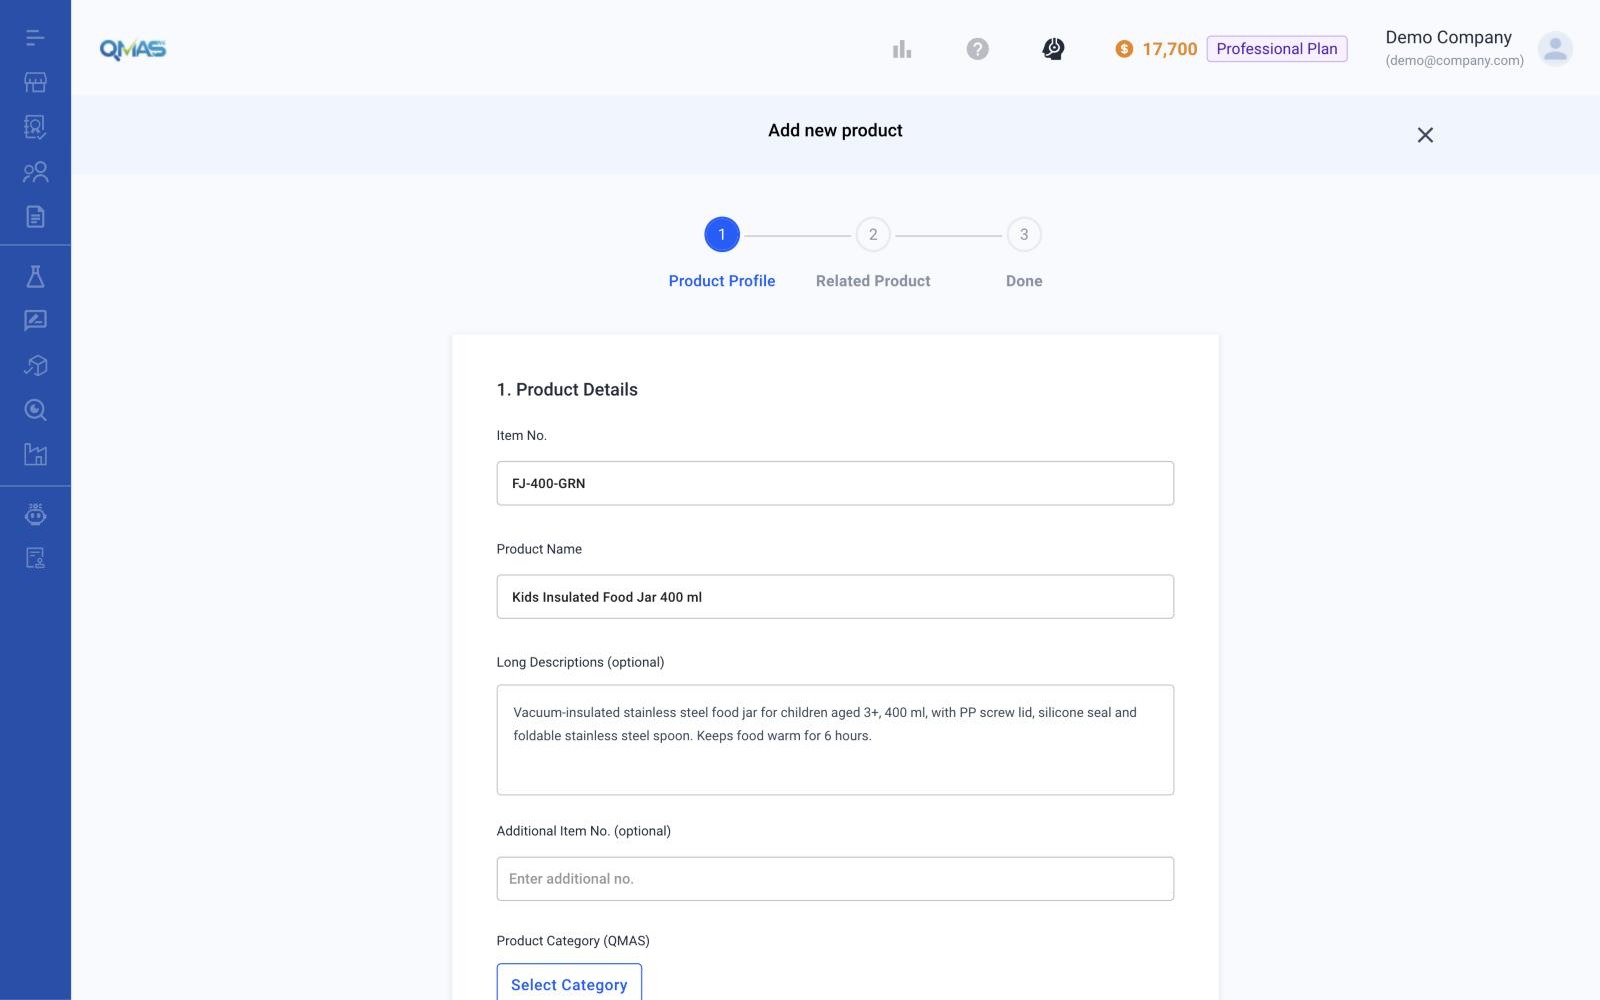 QMAS
17,700
Professional Plan
Demo Company
(demo@company.com)
Add new product
1
2
3
Product Profile
Related Product
Done
1. Product Details
Item No.
FJ-400-GRN
Product Name
Kids Insulated Food Jar 400 ml
Long Descriptions (optional)
Vacuum-insulated stainless steel food jar for children aged 3+, 400 ml, with PP screw lid, silicone seal and
foldable stainless steel spoon. Keeps food warm for 6 hours.
Additional Item No. (optional)
Enter additional no.
Product Category (QMAS)
Select Category